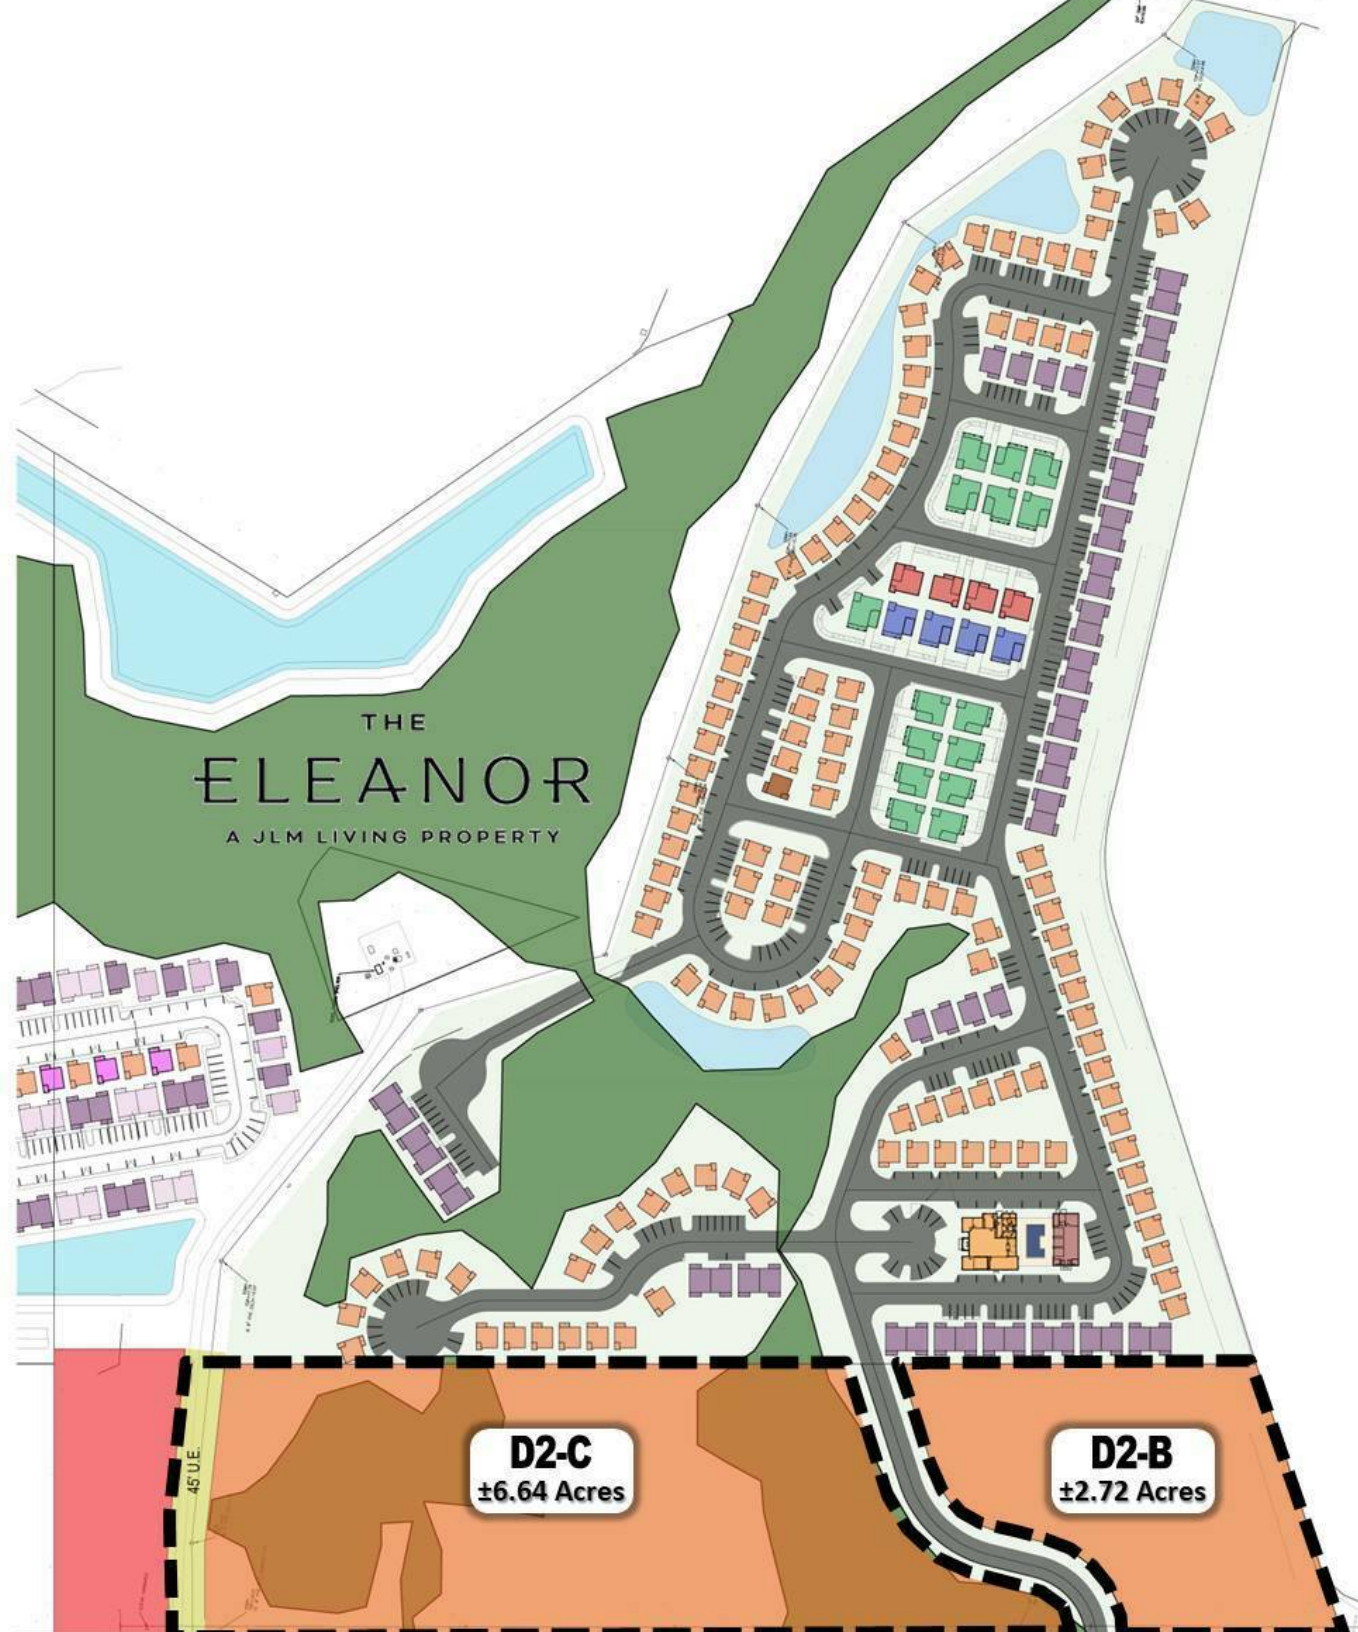 THE
ELEANOR
A JLM LIVING PROPERTY
45' U.E.
D2-C
±6.64 Acres
D2-B
±2.72 Acres